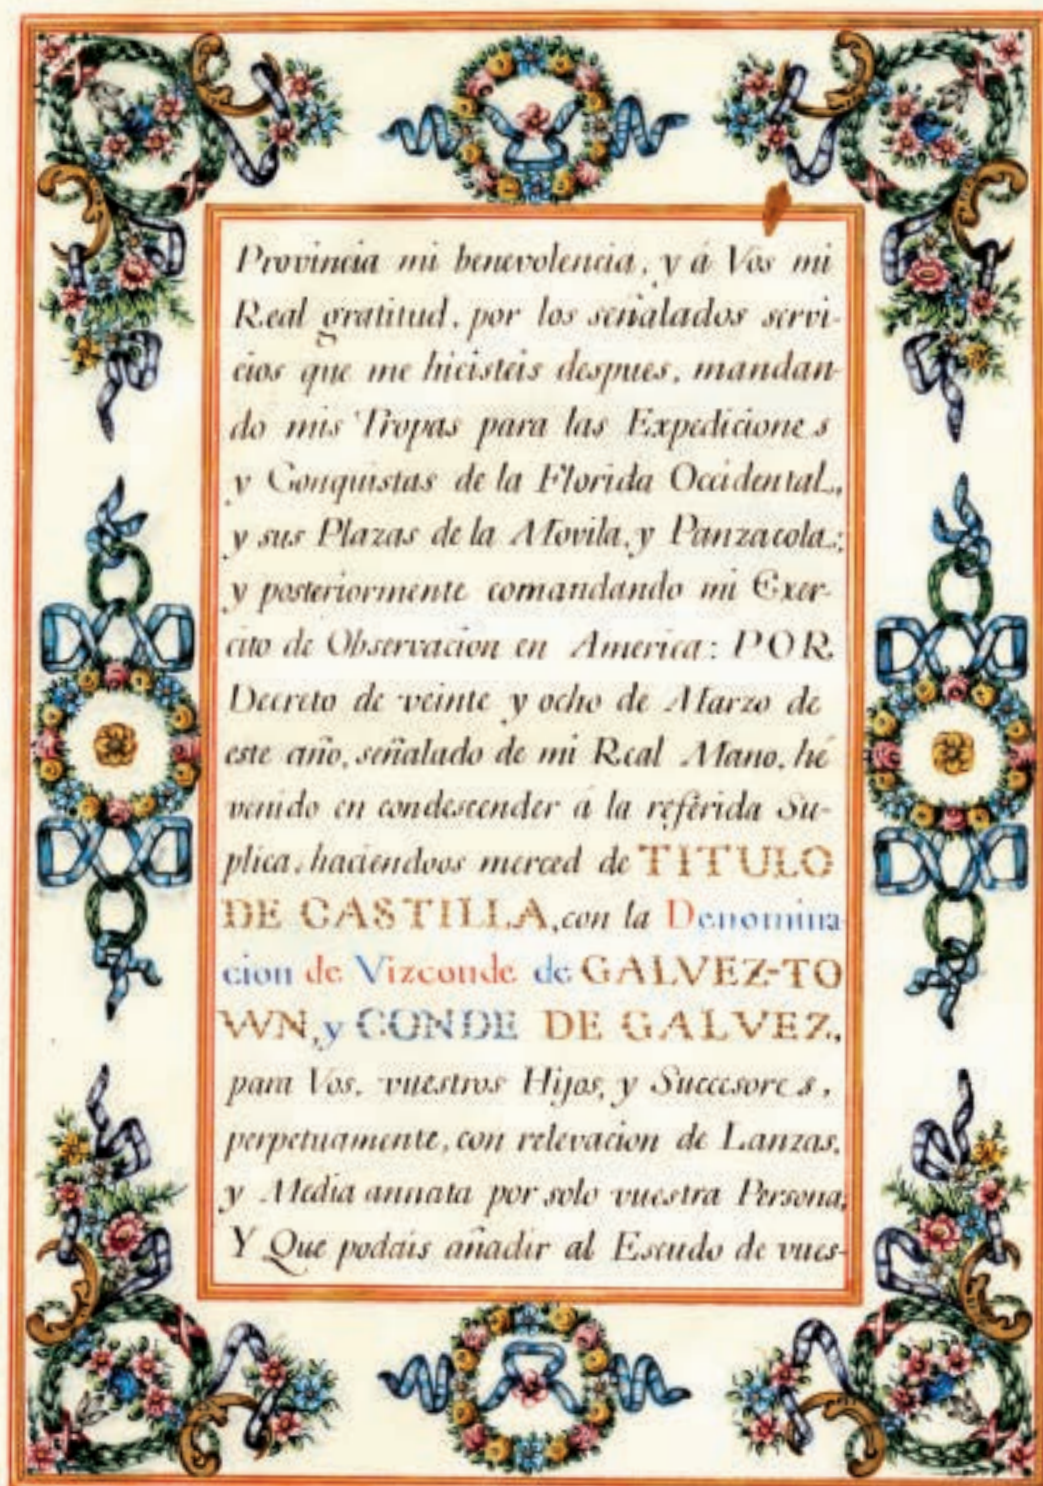 Provincia mi benevolencia, y á Vos mi
Real gratitud, por los señalados servi-
cios que me hicisteis despues, mandan-
do mis Tropas para las Expediciones
y Conquistas de la Florida Occidental,
y sus Plazas de la Movila, y Panzacola;
y posteriormente comandando mi Exer-
cito de Observacion en America: POR
Decreto de veinte y ocho de Marzo de
este año, señalado de mi Real Mano, hé
venido en condescender á la referida Su-
plica, haciendoos merced de TITULO
DE CASTILLA, con la Denomina
cion de Vizconde de GALVEZ-TO
WN, y CONDE DE GALVEZ,
para Vos, vuestros Hijos, y Succesores,
perpetuamente, con relevacion de Lanzas,
y Media annata por solo vuestra Persona,
Y Que podais añadir al Escudo de vues-